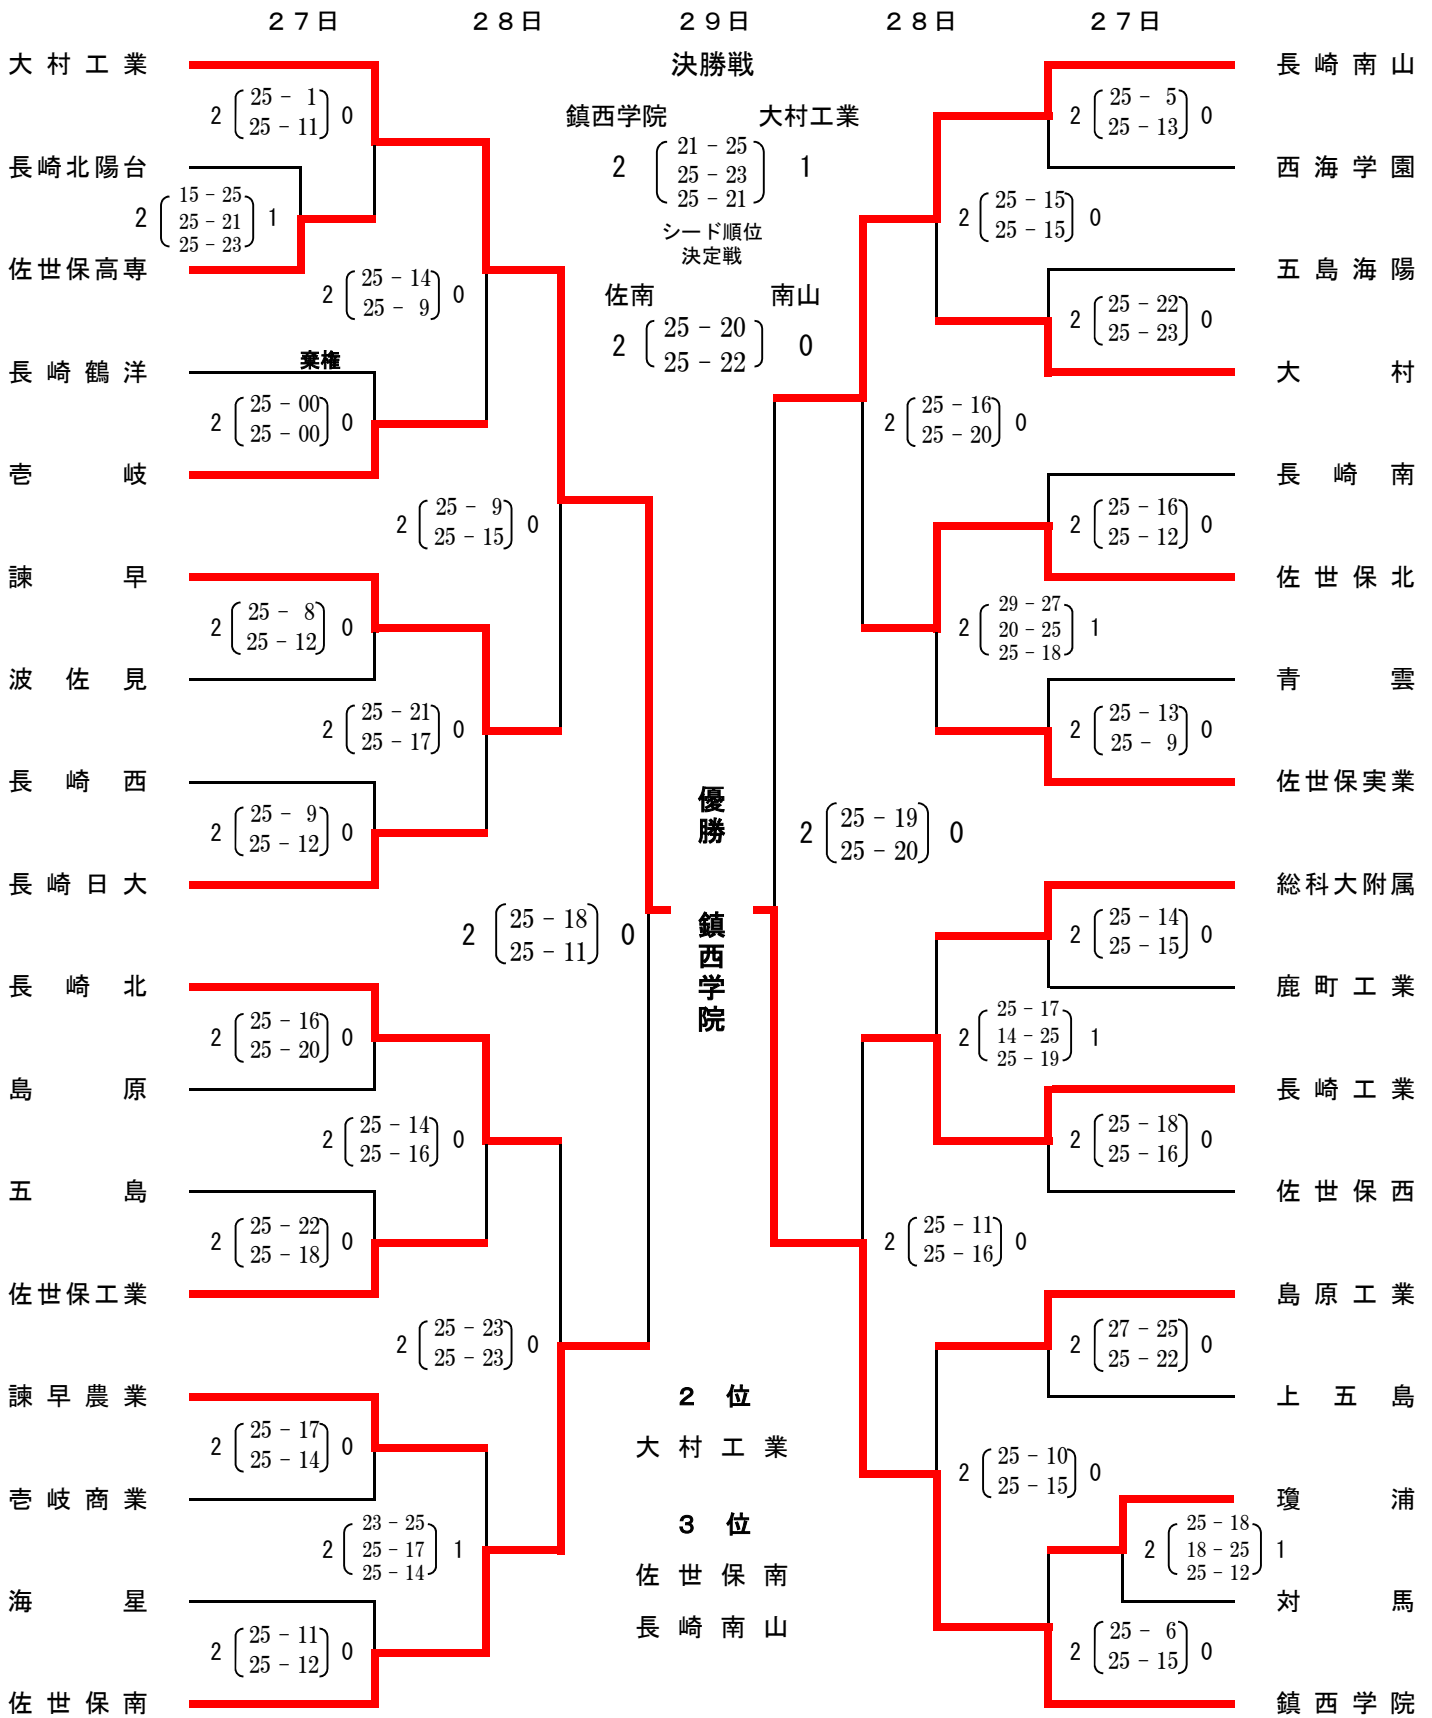 ２７日 ２８日 ２９日 ２８日 ２７日
決勝戦
鎮西学院 大村工業
2 21－25 1
25－23
25－21
シード順位
決定戦
佐南 南山
2 25－20 0
25－22
大村工業
2 25－1 0
25－11
長崎北陽台
2 15－25 1
25－21
25－23
佐世保高専
2 25－14 0
25－9
長崎鶴洋
棄権
2 25－00 0
25－00
壱岐
2 25－9 0
25－15
諫早
2 25－8 0
25－12
波佐見
2 25－21 0
25－17
長崎西
2 25－9 0
25－12
長崎日大
2 25－18 0
25－11
長崎北
2 25－16 0
25－20
島原
2 25－14 0
25－16
五島
2 25－22 0
25－18
佐世保工業
2 25－23 0
25－23
諫早農業
2 25－17 0
25－14
壱岐商業
2 23－25 1
25－17
25－14
海星
2 25－11 0
25－12
佐世保南
優勝
鎮西学院
２位
大村工業
３位
佐世保南
長崎南山
長崎南山
2 25－5 0
25－13
西海学園
2 25－15 0
25－15
五島海陽
2 25－22 0
25－23
大村
2 25－16 0
25－20
長崎南
2 25－16 0
25－12
佐世保北
2 29－27 1
20－25
25－18
青雲
2 25－13 0
25－9
佐世保実業
2 25－19 0
25－20
総科大附属
2 25－14 0
25－15
鹿町工業
2 25－17 1
14－25
25－19
長崎工業
2 25－18 0
25－16
佐世保西
2 25－11 0
25－16
島原工業
2 27－25 0
25－22
上五島
2 25－10 0
25－15
瓊浦
2 25－18 1
18－25
25－12
対馬
2 25－6 0
25－15
鎮西学院